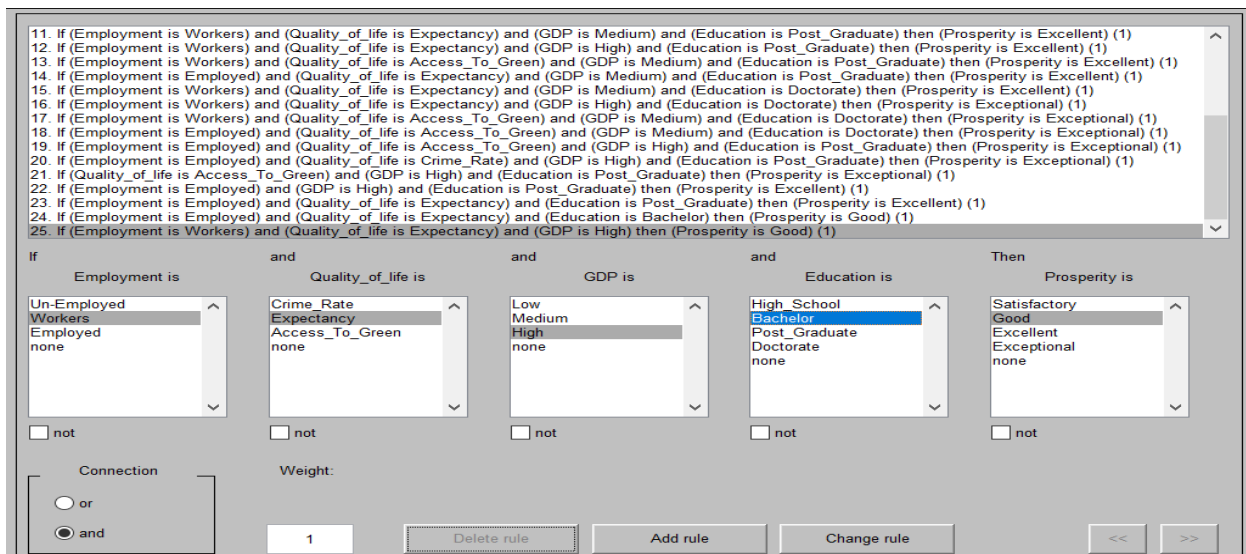 11. If (Employment is Workers) and (Quality_of_life is Expectancy) and (GDP is Medium) and (Education is Post_Graduate) then (Prosperity is Excellent) (1)
12. If (Employment is Workers) and (Quality_of_life is Expectancy) and (GDP is High) and (Education is Post_Graduate) then (Prosperity is Excellent) (1)
13. If (Employment is Workers) and (Quality_of_life is Access_To_Green) and (GDP is Medium) and (Education is Post_Graduate) then (Prosperity is Excellent) (1)
14. If (Employment is Employed) and (Quality_of_life is Expectancy) and (GDP is Medium) and (Education is Post_Graduate) then (Prosperity is Excellent) (1)
15. If (Employment is Workers) and (Quality_of_life is Expectancy) and (GDP is Medium) and (Education is Doctorate) then (Prosperity is Excellent) (1)
16. If (Employment is Workers) and (Quality_of_life is Expectancy) and (GDP is High) and (Education is Doctorate) then (Prosperity is Exceptional) (1)
17. If (Employment is Workers) and (Quality_of_life is Access_To_Green) and (GDP is Medium) and (Education is Doctorate) then (Prosperity is Exceptional) (1)
18. If (Employment is Employed) and (Quality_of_life is Access_To_Green) and (GDP is Medium) and (Education is Doctorate) then (Prosperity is Exceptional) (1)
19. If (Employment is Employed) and (Quality_of_life is Access_To_Green) and (GDP is High) and (Education is Post_Graduate) then (Prosperity is Exceptional) (1)
20. If (Employment is Employed) and (Quality_of_life is Crime_Rate) and (GDP is High) and (Education is Post_Graduate) then (Prosperity is Exceptional) (1)
21. If (Quality_of_life is Access_To_Green) and (GDP is High) and (Education is Post_Graduate) then (Prosperity is Exceptional) (1)
22. If (Employment is Employed) and (GDP is High) and (Education is Post_Graduate) then (Prosperity is Excellent) (1)
23. If (Employment is Employed) and (Quality_of_life is Expectancy) and (Education is Post_Graduate) then (Prosperity is Excellent) (1)
24. If (Employment is Employed) and (Quality_of_life is Expectancy) and (Education is Bachelor) then (Prosperity is Good) (1)
25. If (Employment is Workers) and (Quality_of_life is Expectancy) and (GDP is High) then (Prosperity is Good) (1)
If and and and Then
Employment is Quality_of_life is GDP is Education is Prosperity is
Un-Employed Crime_Rate Low High_School Satisfactory
Workers Expectancy Medium Bachelor Good
Employed Access_To_Green High Post_Graduate Excellent
none none none Doctorate Exceptional
none none
not not not not not
Connection Weight:
or
and 1 Delete rule Add rule Change rule << >>